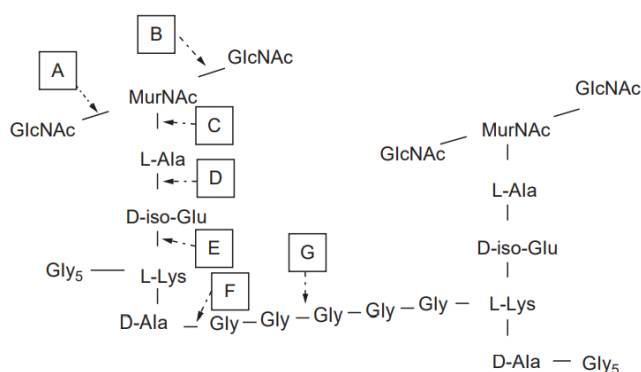 B
GlcNAc
A
MurNAc
GlcNAc
C
L-Ala
D
D-iso-Glu
E
G
Gly5
L-Lys
F
D-Ala
Gly Gly Gly Gly Gly
GlcNAc
MurNAc
GlcNAc
L-Ala
D-iso-Glu
L-Lys
D-Ala Gly5